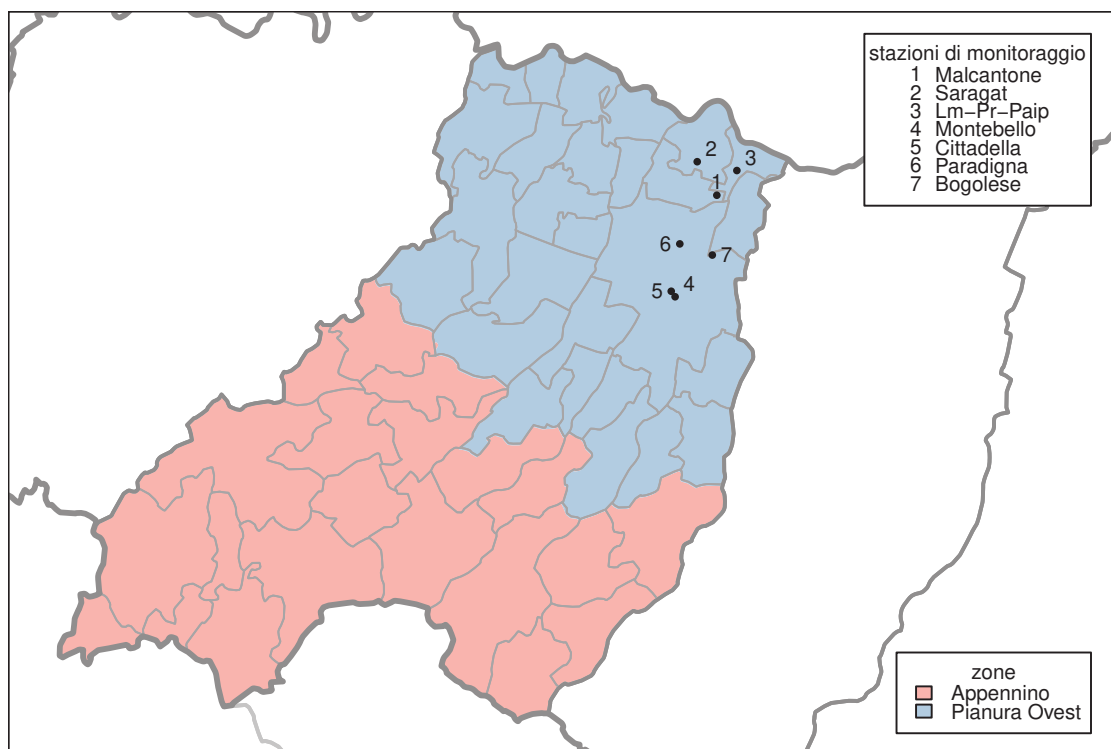 stazioni di monitoraggio
1 Malcantone
2 Saragat
3 Lm−Pr−Paip
4 Montebello
5 Cittadella
6 Paradigna
7 Bogolese
2
3
1
6
7
5
4
zone
Appennino
Pianura Ovest